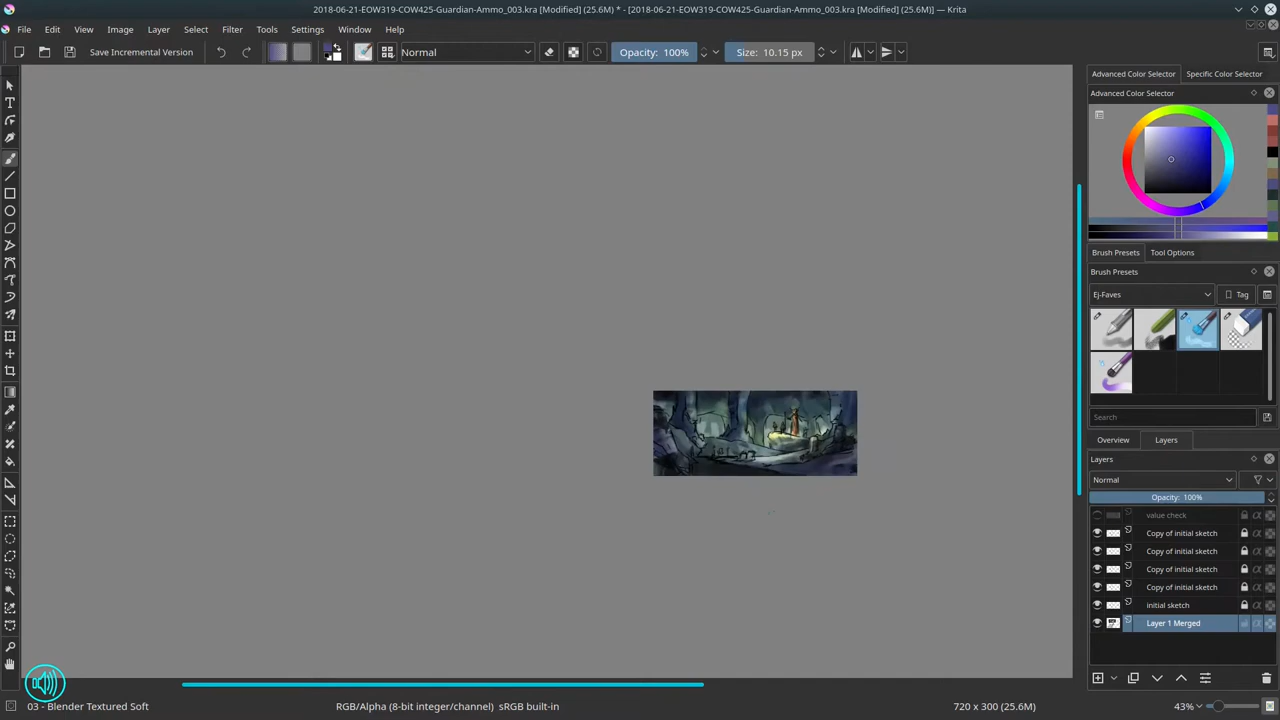 2018-06-21-EOW319-COW425-Guardian-Ammo_003.kra [Modified] (25.6M) * - [2018-06-21-EOW319-COW425-Guardian-Ammo_003.kra [Modified] (25.6M)] — Krita
File Edit View Image Layer Select Filter Tools Settings Window Help
Save Incremental Version Normal Opacity: 100% Size: 10.15 px
Advanced Color Selector Specific Color Selector
Advanced Color Selector
Brush Presets Tool Options
Brush Presets
Ej-Faves Tag
Search
Overview Layers
Layers
Normal
Opacity: 100%
value check
Copy of initial sketch
Copy of initial sketch
Copy of initial sketch
Copy of initial sketch
initial sketch
Layer 1 Merged
03 - Blender Textured Soft RGB/Alpha (8-bit integer/channel) sRGB built-in 720 x 300 (25.6M) 43%